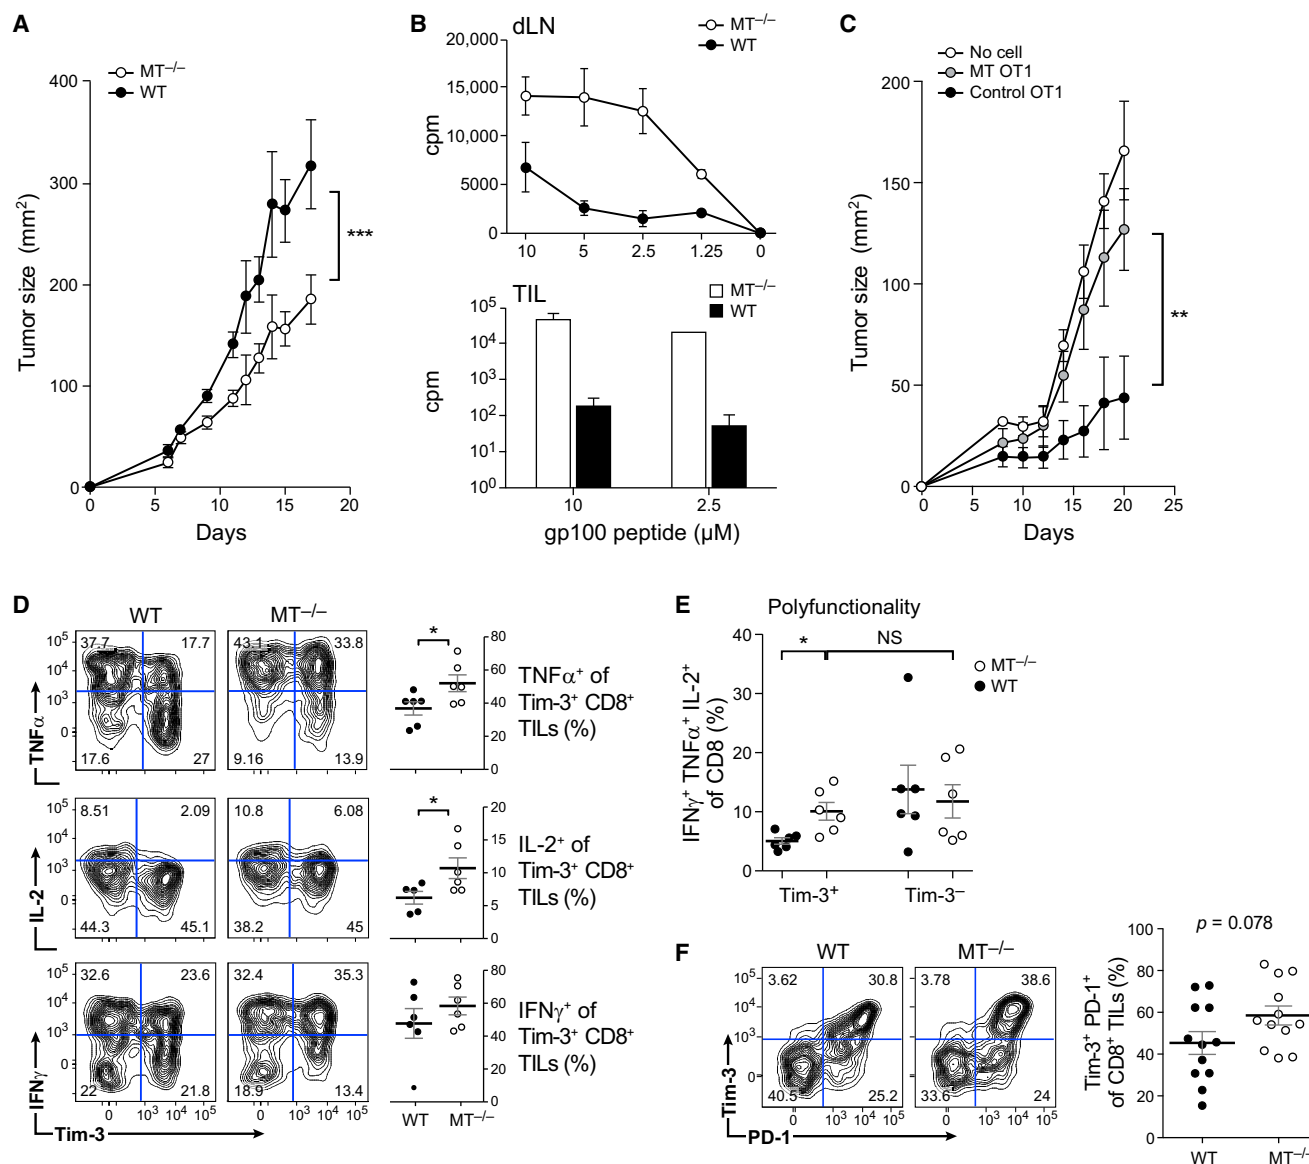 A
MT–/–
WT
400
300
200
100
0
0
5
10
15
20
Tumor size (mm2)
Days
***
B
dLN
MT–/–
WT
20,000
15,000
10,000
5000
0
cpm
10
5
2.5
1.25
0
TIL
MT–/–
WT
105
104
103
102
101
100
cpm
10
2.5
gp100 peptide (µM)
C
No cell
MT OT1
Control OT1
200
150
100
50
0
Tumor size (mm2)
0
5
10
15
20
25
Days
**
D
WT
MT–/–
105
104
103
0
TNFα
37.7
17.7
17.6
27
43.1
33.8
9.16
13.9
*
80
60
40
20
0
TNFα+ of
Tim-3+ CD8+
TILs (%)
105
104
103
0
IL-2
8.51
2.09
44.3
45.1
10.8
6.08
38.2
45
*
20
15
10
5
0
IL-2+ of
Tim-3+ CD8+
TILs (%)
105
104
103
0
IFNγ
32.6
23.6
22
21.8
32.4
35.3
18.9
13.4
0
103
104
105
0
103
104
105
Tim-3
80
60
40
20
0
WT
MT–/–
IFNγ+ of
Tim-3+ CD8+
TILs (%)
E
Polyfunctionality
40
30
20
10
0
IFNγ+ TNFα+ IL-2+
of CD8 (%)
*
NS
MT–/–
WT
Tim-3+
Tim-3–
F
WT
MT–/–
105
104
103
0
Tim-3
3.62
30.8
40.5
25.2
3.78
38.6
33.6
24
0
103
104
105
0
103
104
105
PD-1
100
80
60
40
20
0
Tim-3+ PD-1+
of CD8+ TILs (%)
p = 0.078
WT
MT–/–